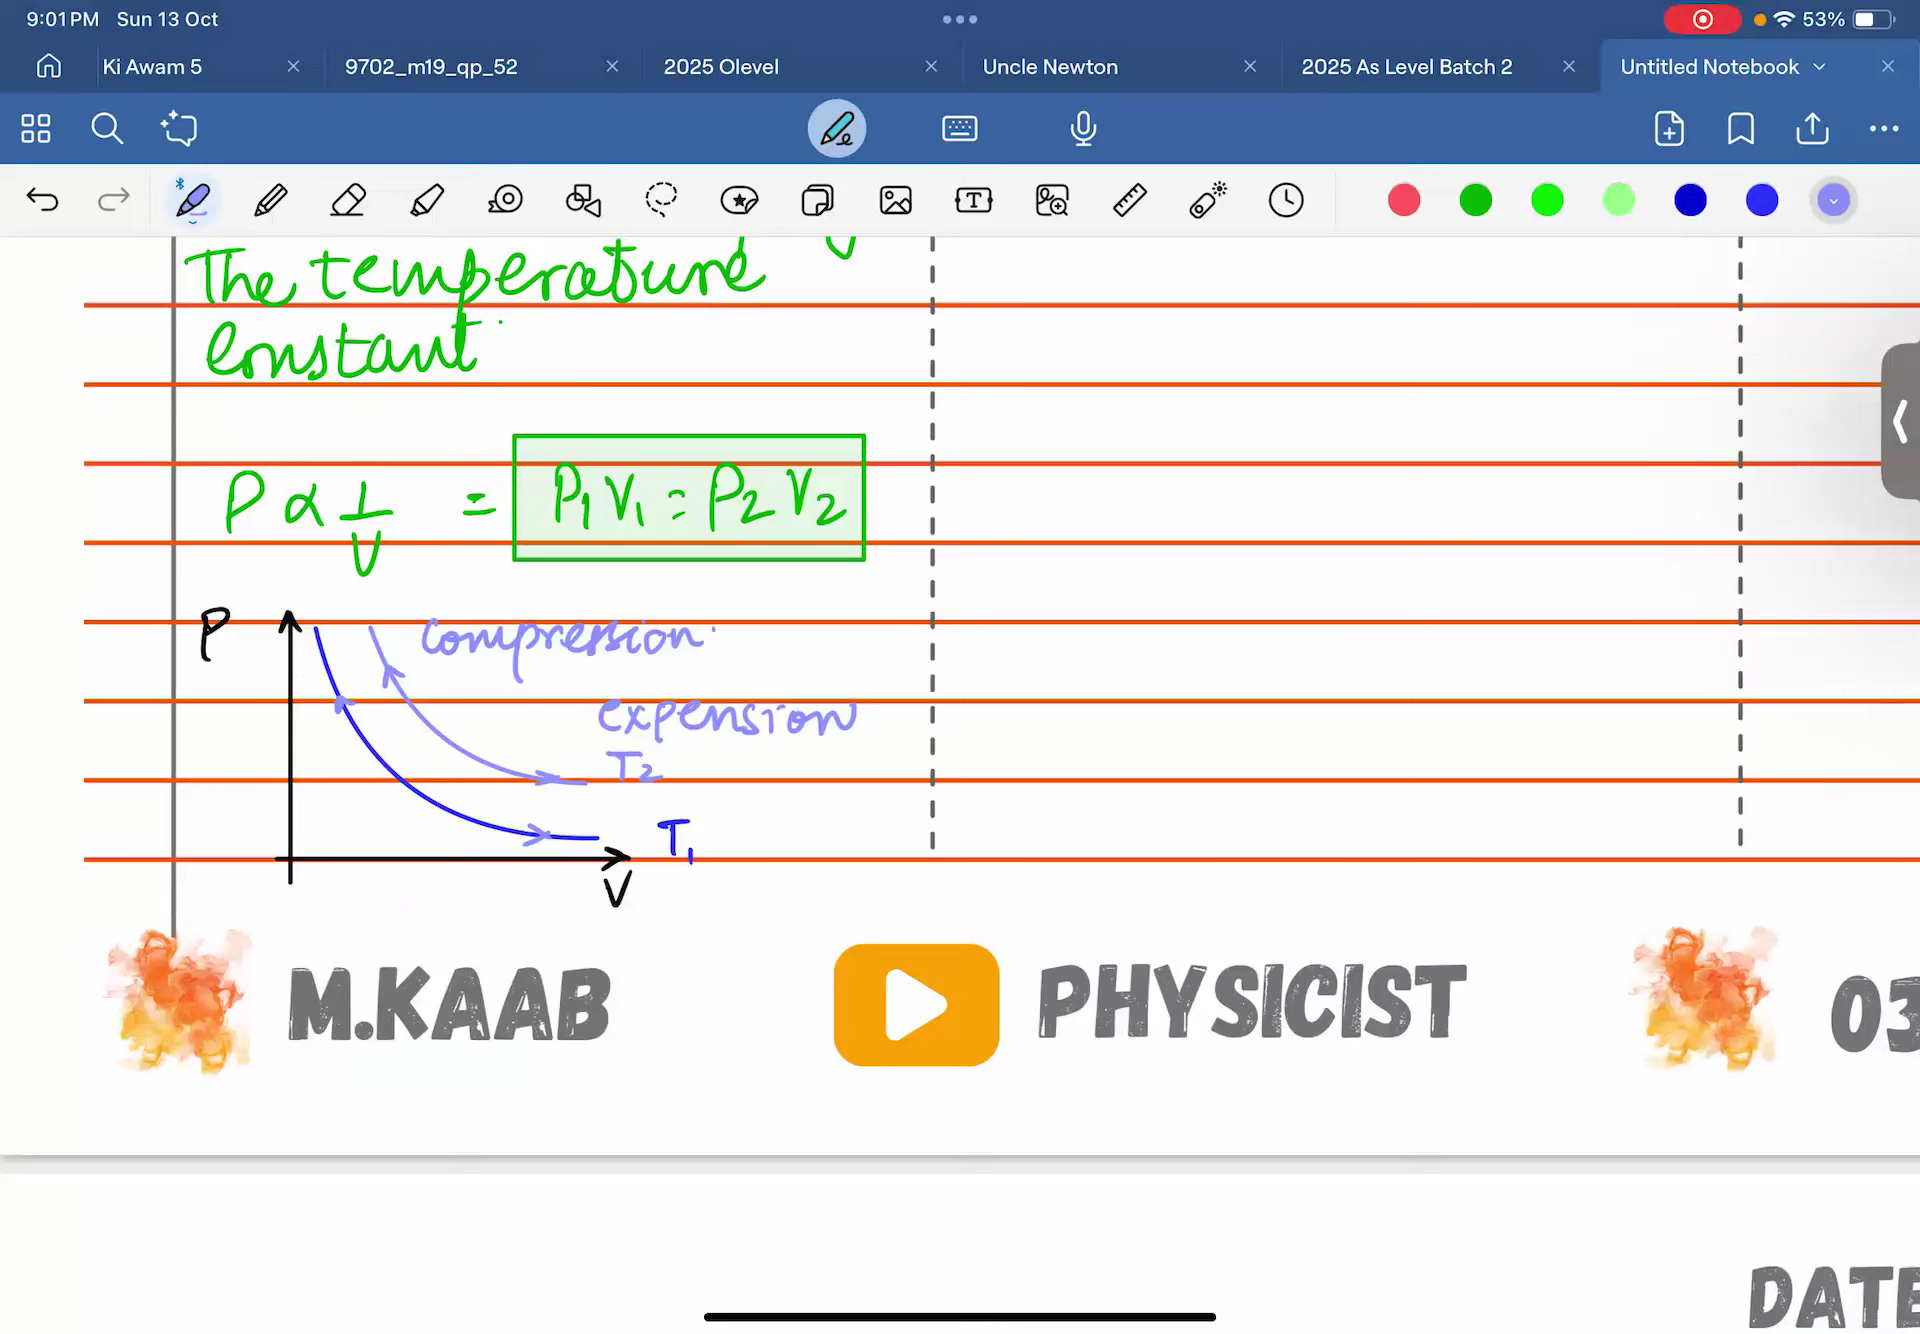 9:01 PM Sun 13 Oct
53%
Ki Awam 5
9702_m19_qp_52
2025 Olevel
Uncle Newton
2025 As Level Batch 2
Untitled Notebook
The temperature
constant
P ∝ 1/V = P₁V₁ = P₂V₂
P
compression
expension
T₂
T₁
V
M.KAAB
PHYSICIST
03
DATE